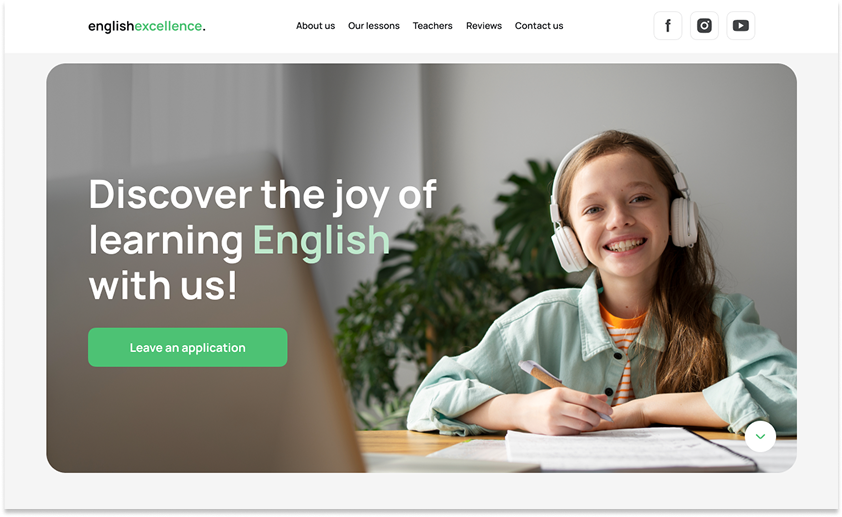 englishexcellence.
About us Our lessons Teachers Reviews Contact us
Discover the joy of
learning English
with us!
Leave an application